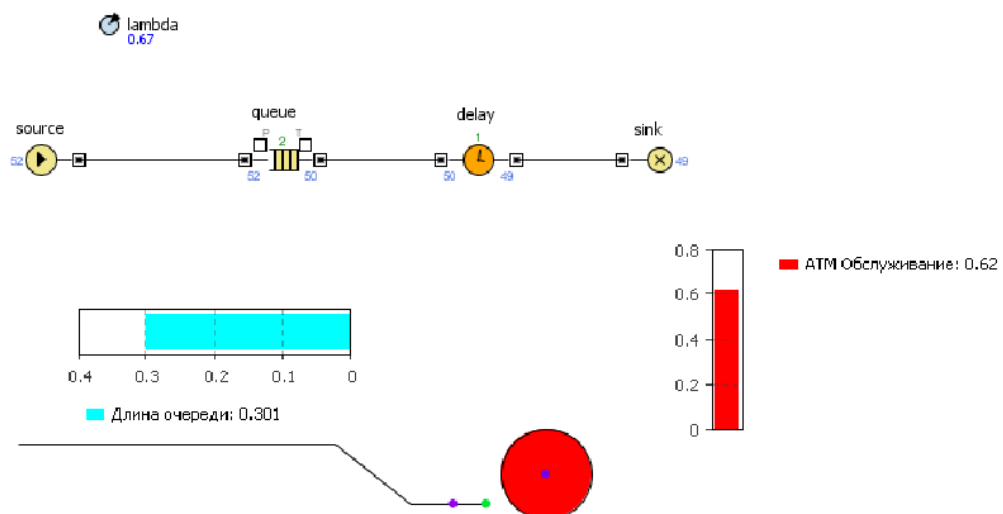 lambda
0.67
source
queue
delay
sink
P T
2
1
52
52
50
50
49
49
0.8
0.6
0.4
0.2
0
ATM Обслуживание: 0.62
0.4 0.3 0.2 0.1 0
Длина очереди: 0.301